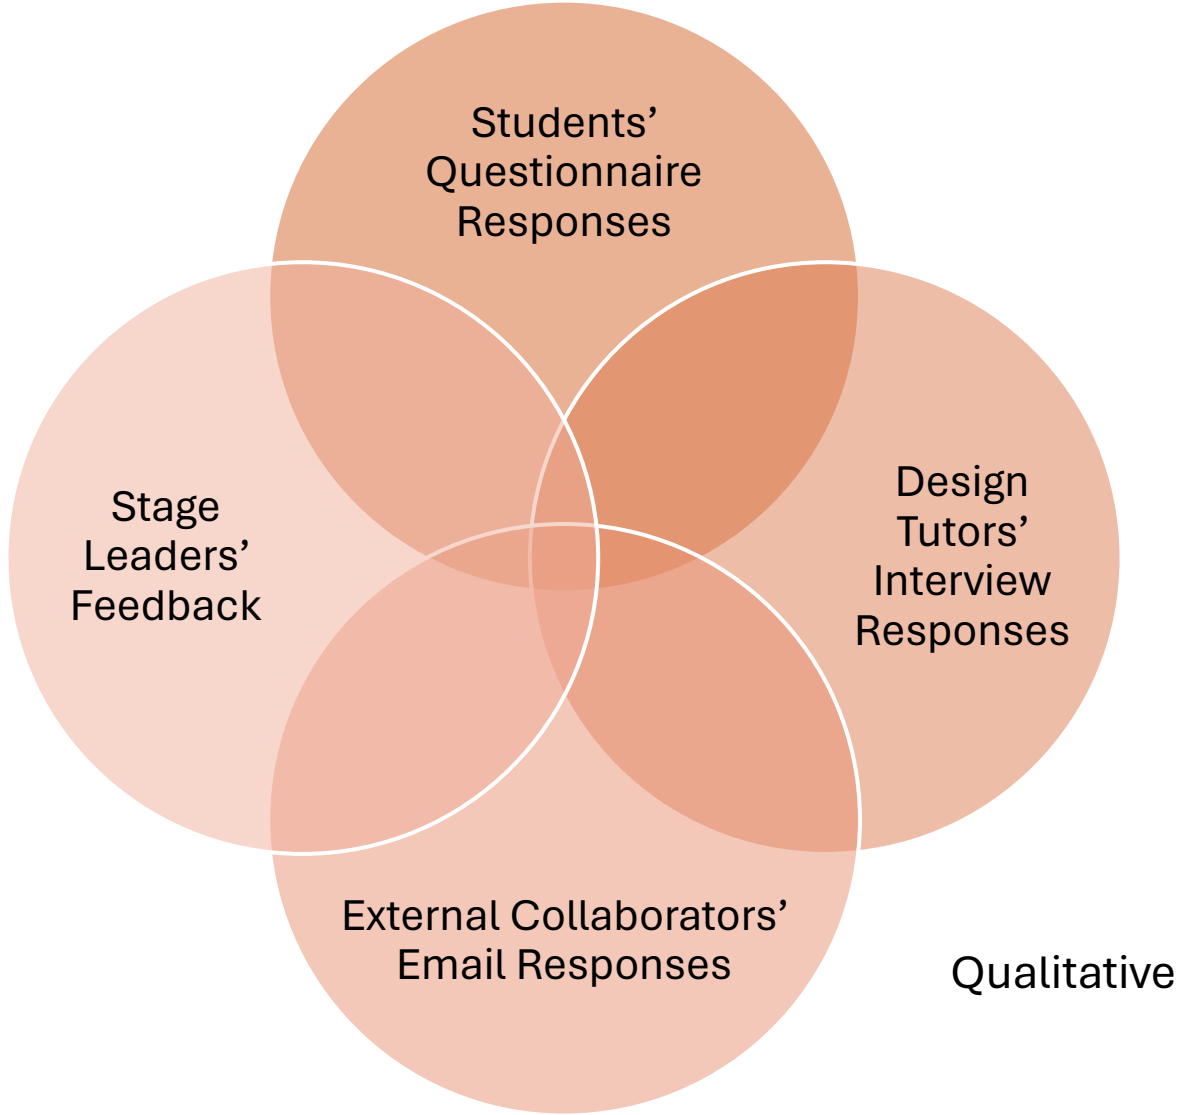 Students’
Questionnaire
Responses
Stage
Leaders’
Feedback
Design
Tutors’
Interview
Responses
External Collaborators’
Email Responses
Qualitative